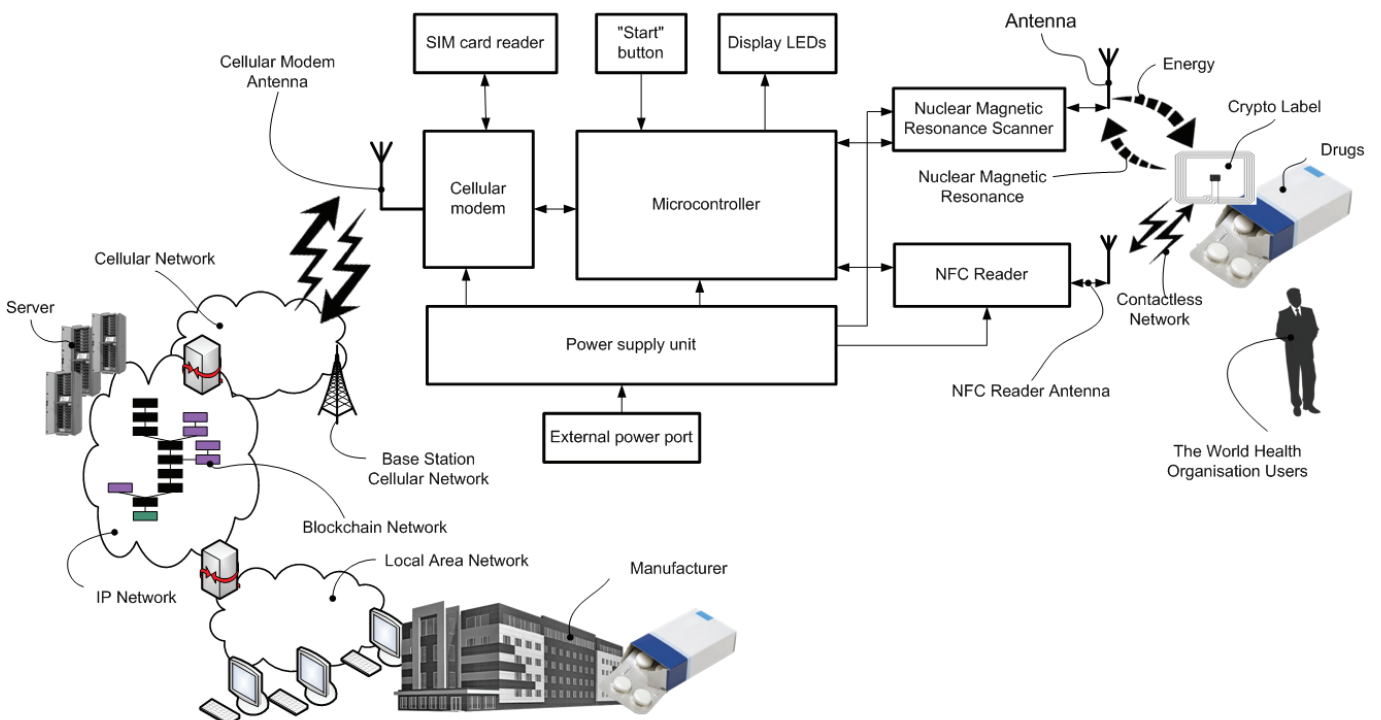 SIM card reader
"Start"
button
Display LEDs
Antenna
Cellular Modem
Antenna
Energy
Nuclear Magnetic
Resonance Scanner
Crypto Label
Drugs
Cellular
modem
Microcontroller
Nuclear Magnetic
Resonance
Cellular Network
NFC Reader
Server
Contactless
Network
Power supply unit
NFC Reader Antenna
External power port
Base Station
Cellular Network
The World Health
Organisation Users
Blockchain Network
Local Area Network
Manufacturer
IP Network